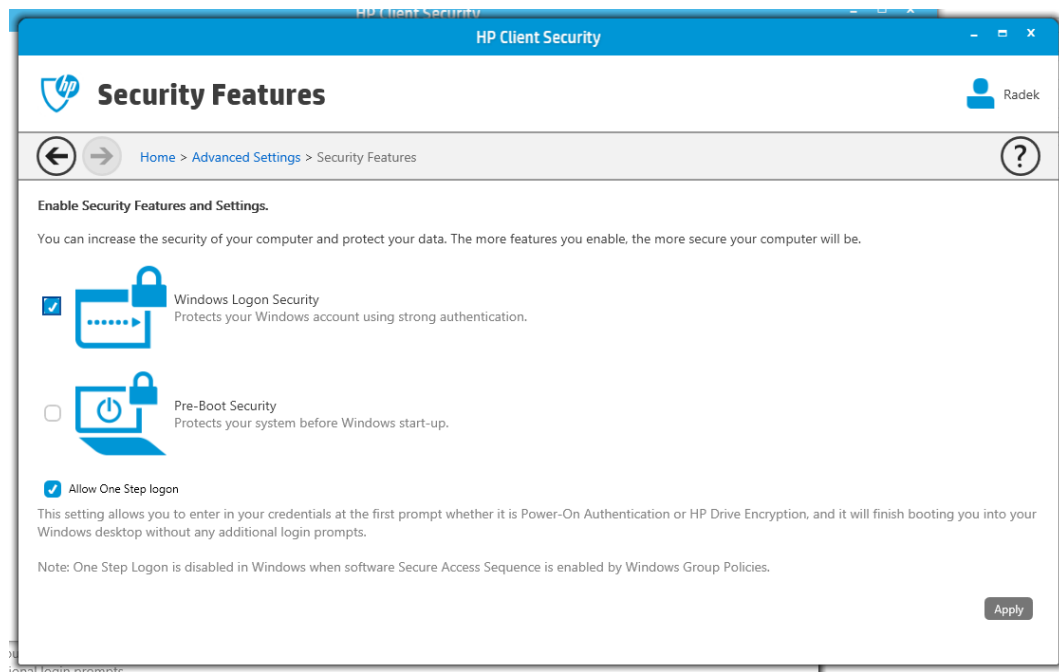 HP Client Security
HP Client Security
hp
Security Features
Radek
Home > Advanced Settings > Security Features
?
Enable Security Features and Settings.
You can increase the security of your computer and protect your data. The more features you enable, the more secure your computer will be.
Windows Logon Security
Protects your Windows account using strong authentication.
Pre-Boot Security
Protects your system before Windows start-up.
Allow One Step logon
This setting allows you to enter in your credentials at the first prompt whether it is Power-On Authentication or HP Drive Encryption, and it will finish booting you into your
Windows desktop without any additional login prompts.
Note: One Step Logon is disabled in Windows when software Secure Access Sequence is enabled by Windows Group Policies.
Apply
login prompts